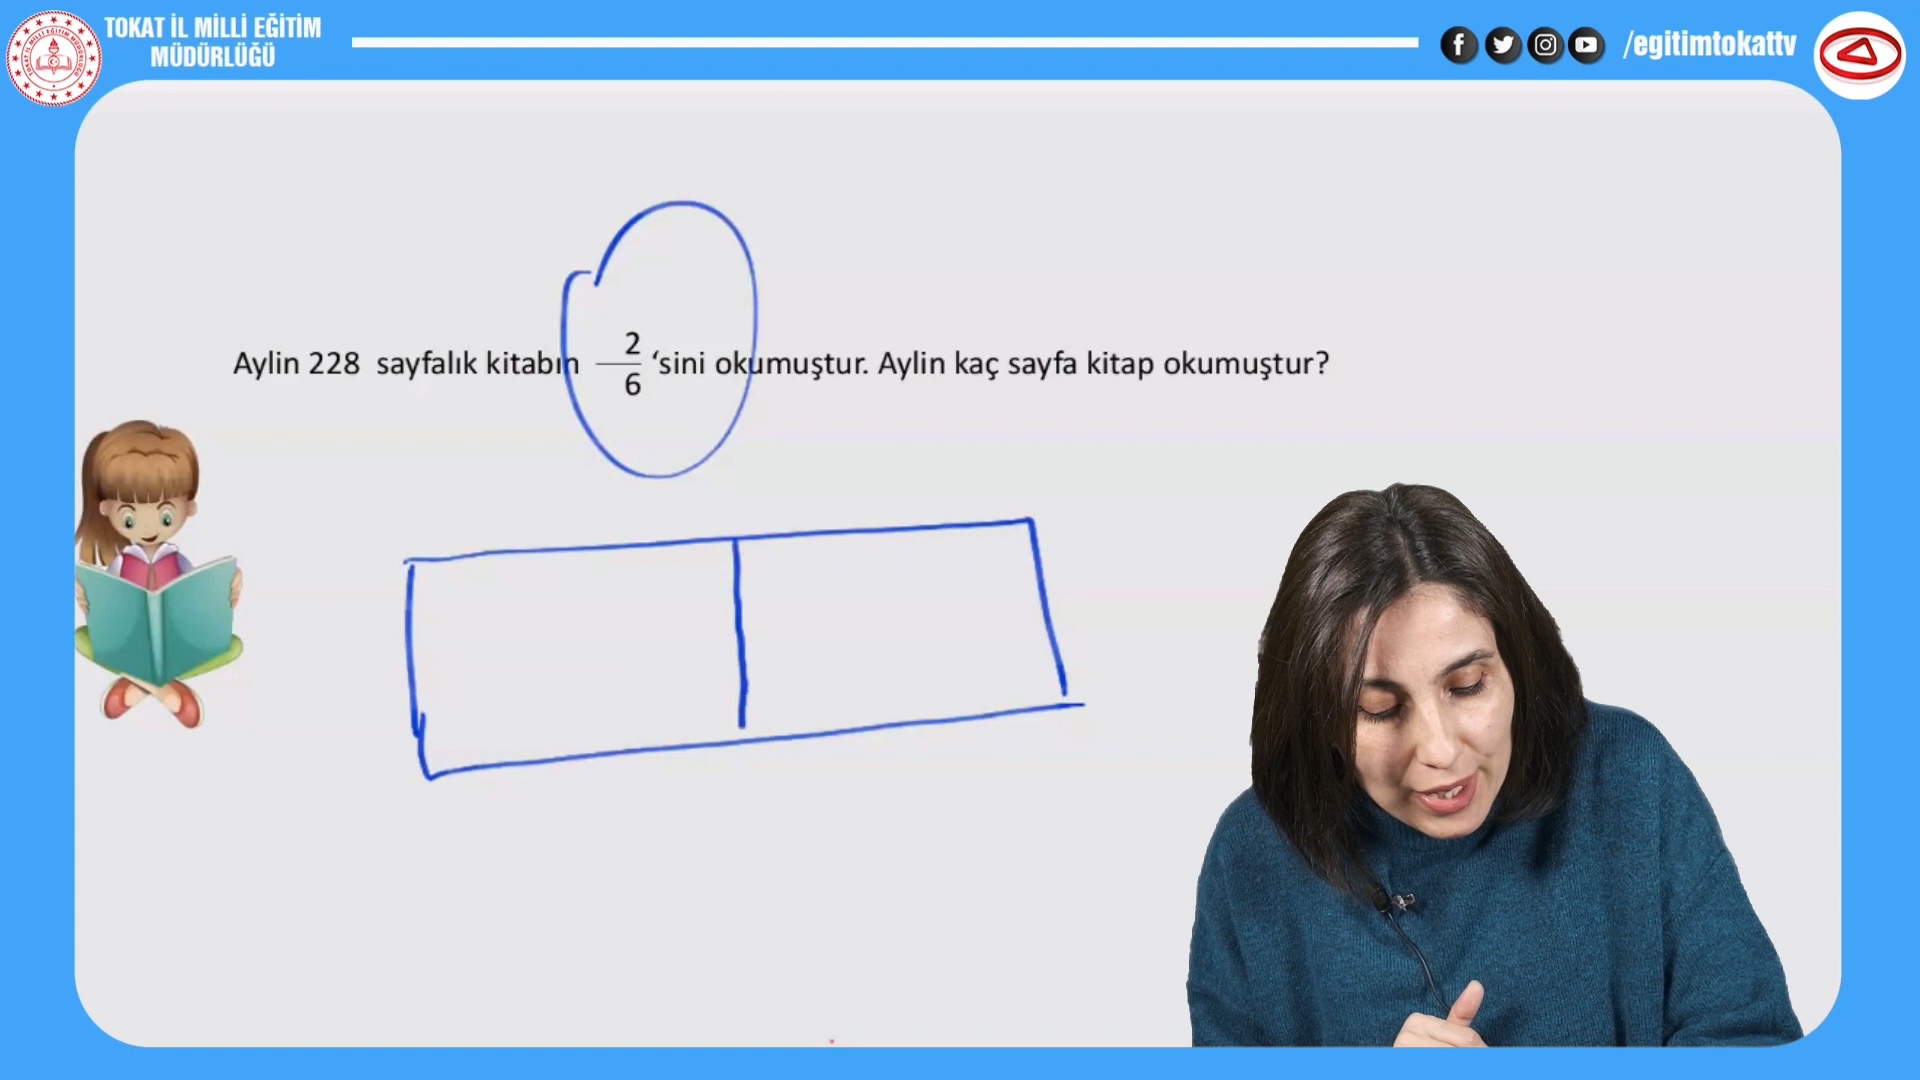 TOKAT İL MİLLİ EĞİTİM
MÜDÜRLÜĞÜ
/egitimtokattv
Aylin 228 sayfalık kitabın 2/6 ‘sini okumuştur. Aylin kaç sayfa kitap okumuştur?